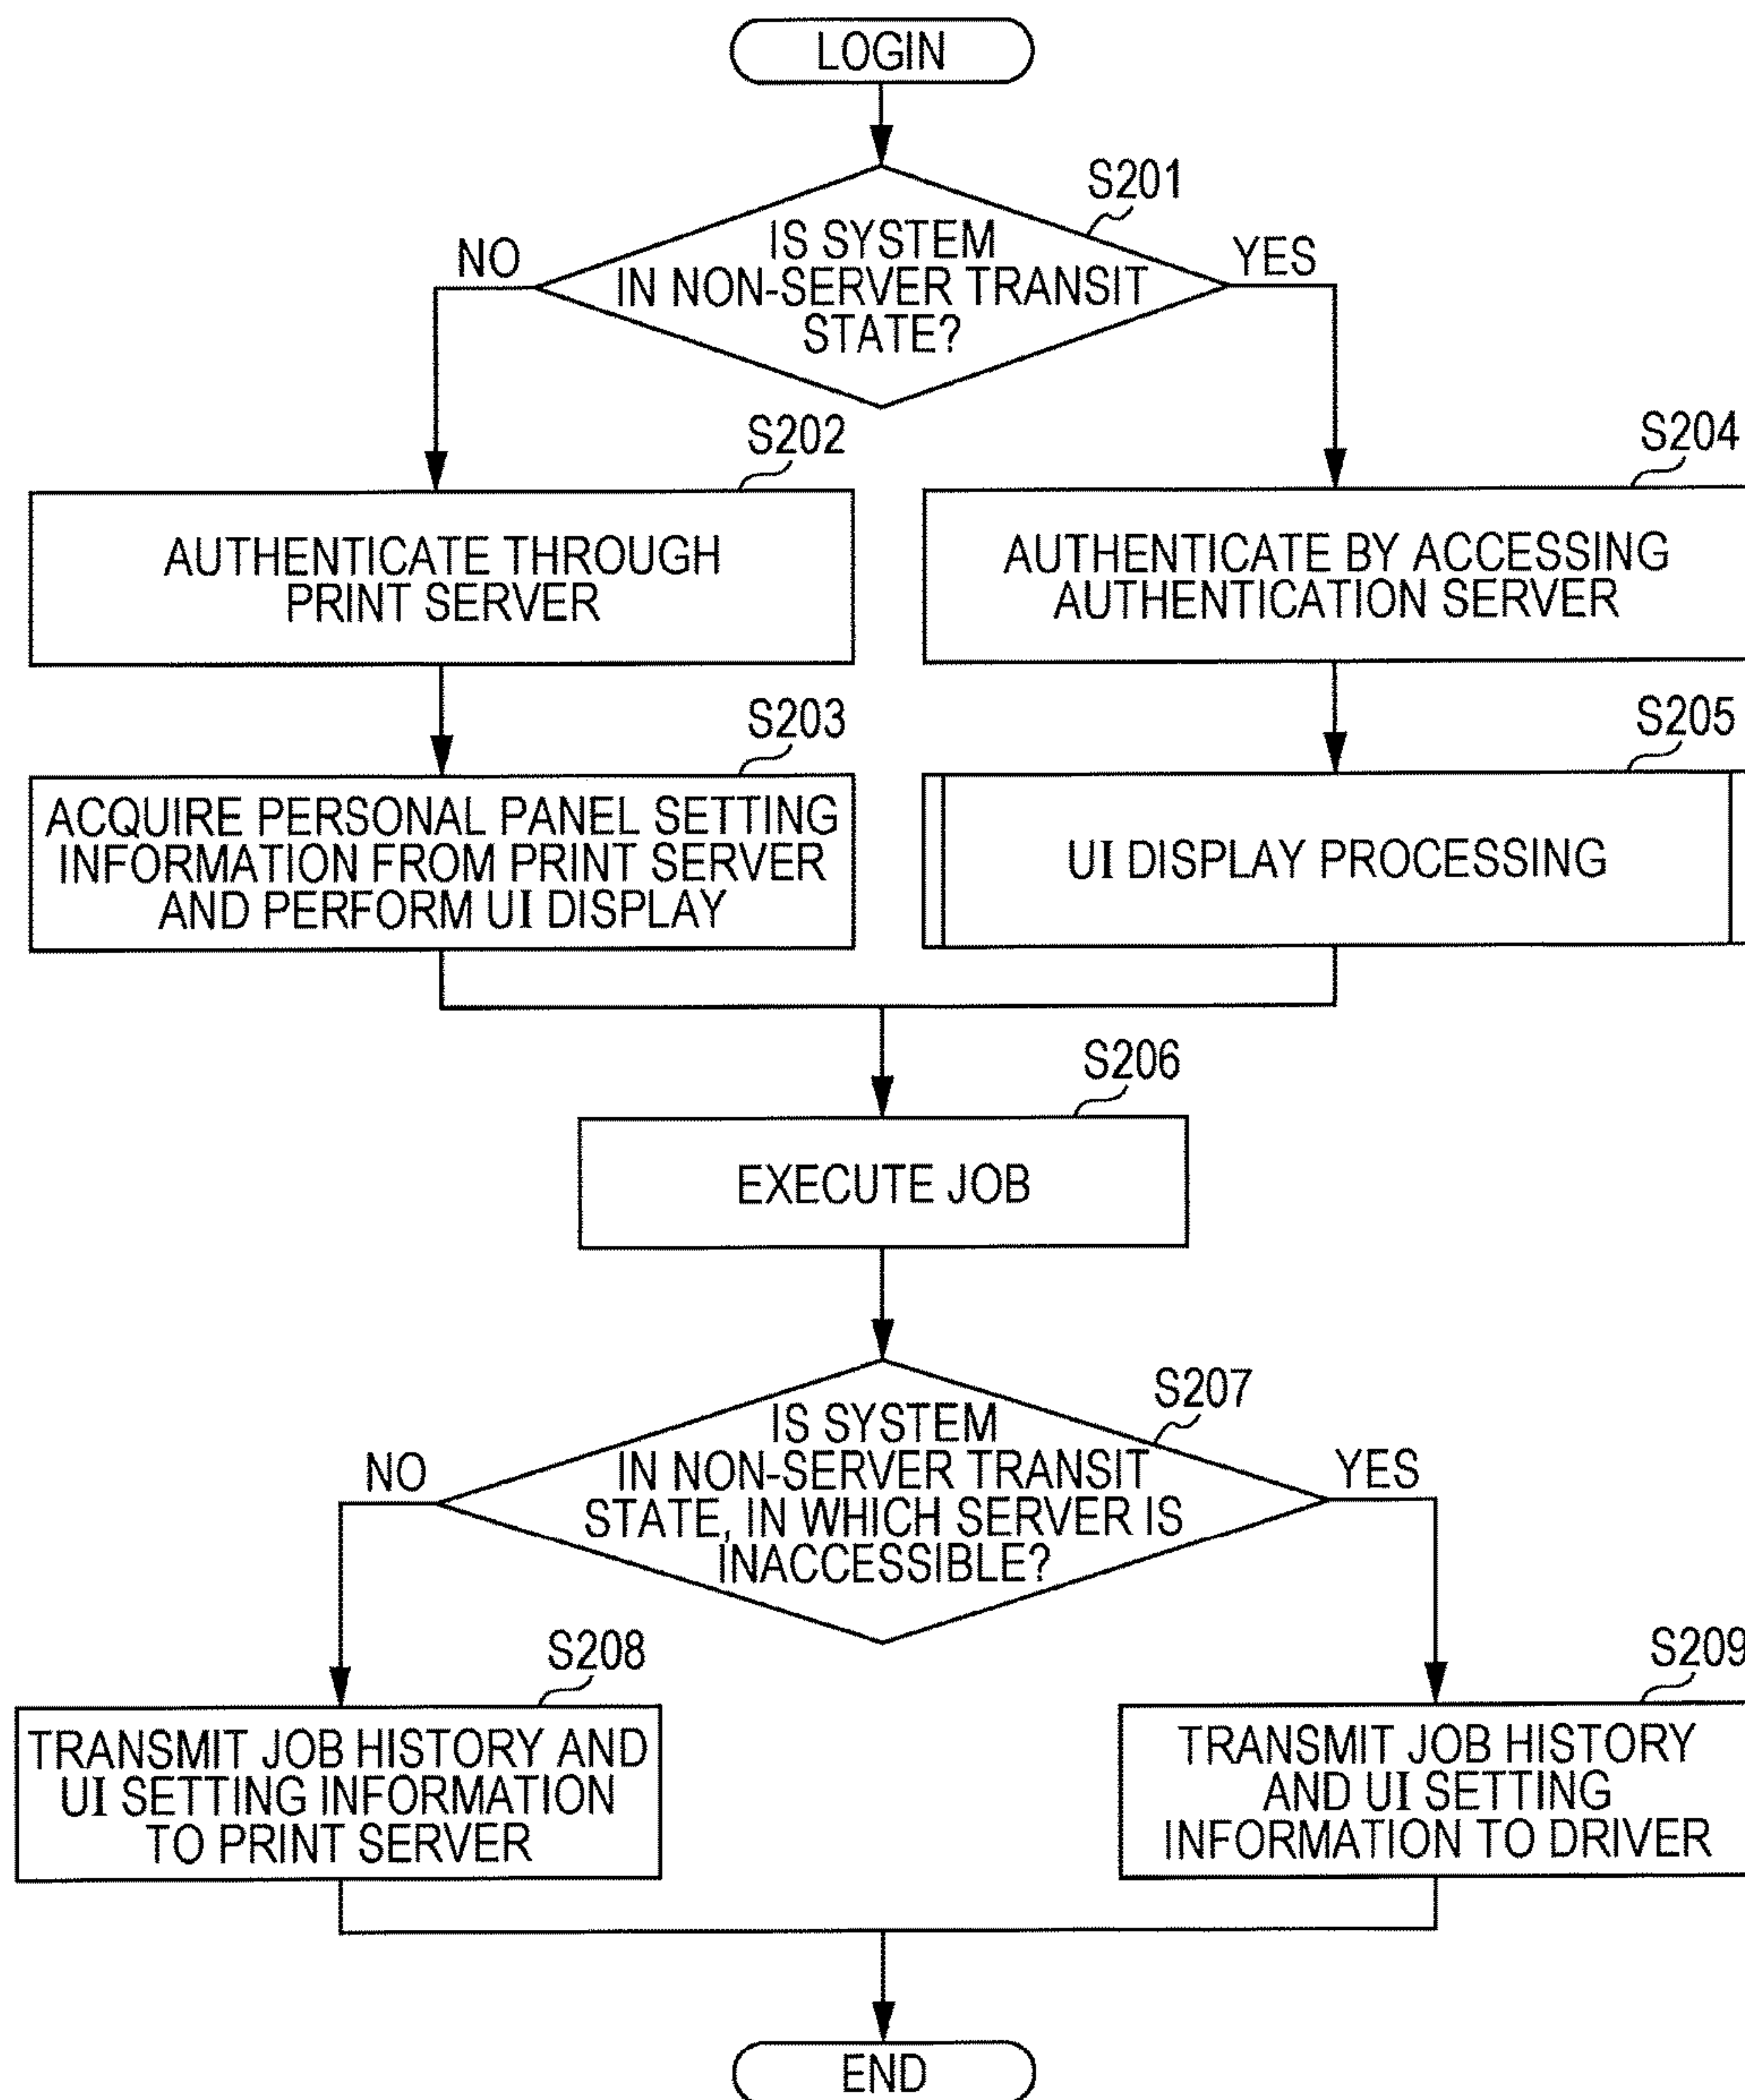 LOGIN
S201
IS SYSTEM
IN NON-SERVER TRANSIT
STATE?
NO
YES
S202
AUTHENTICATE THROUGH
PRINT SERVER
S204
AUTHENTICATE BY ACCESSING
AUTHENTICATION SERVER
S203
ACQUIRE PERSONAL PANEL SETTING
INFORMATION FROM PRINT SERVER
AND PERFORM UI DISPLAY
S205
UI DISPLAY PROCESSING
S206
EXECUTE JOB
S207
IS SYSTEM
IN NON-SERVER TRANSIT
STATE, IN WHICH SERVER IS
INACCESSIBLE?
NO
YES
S208
TRANSMIT JOB HISTORY AND
UI SETTING INFORMATION
TO PRINT SERVER
S209
TRANSMIT JOB HISTORY
AND UI SETTING
INFORMATION TO DRIVER
END